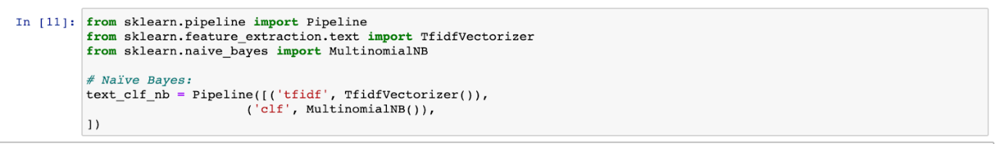 In [11]: from sklearn.pipeline import Pipeline
from sklearn.feature_extraction.text import TfidfVectorizer
from sklearn.naive_bayes import MultinomialNB
# Naïve Bayes:
text_clf_nb = Pipeline([('tfidf', TfidfVectorizer()),
('clf', MultinomialNB()),
])